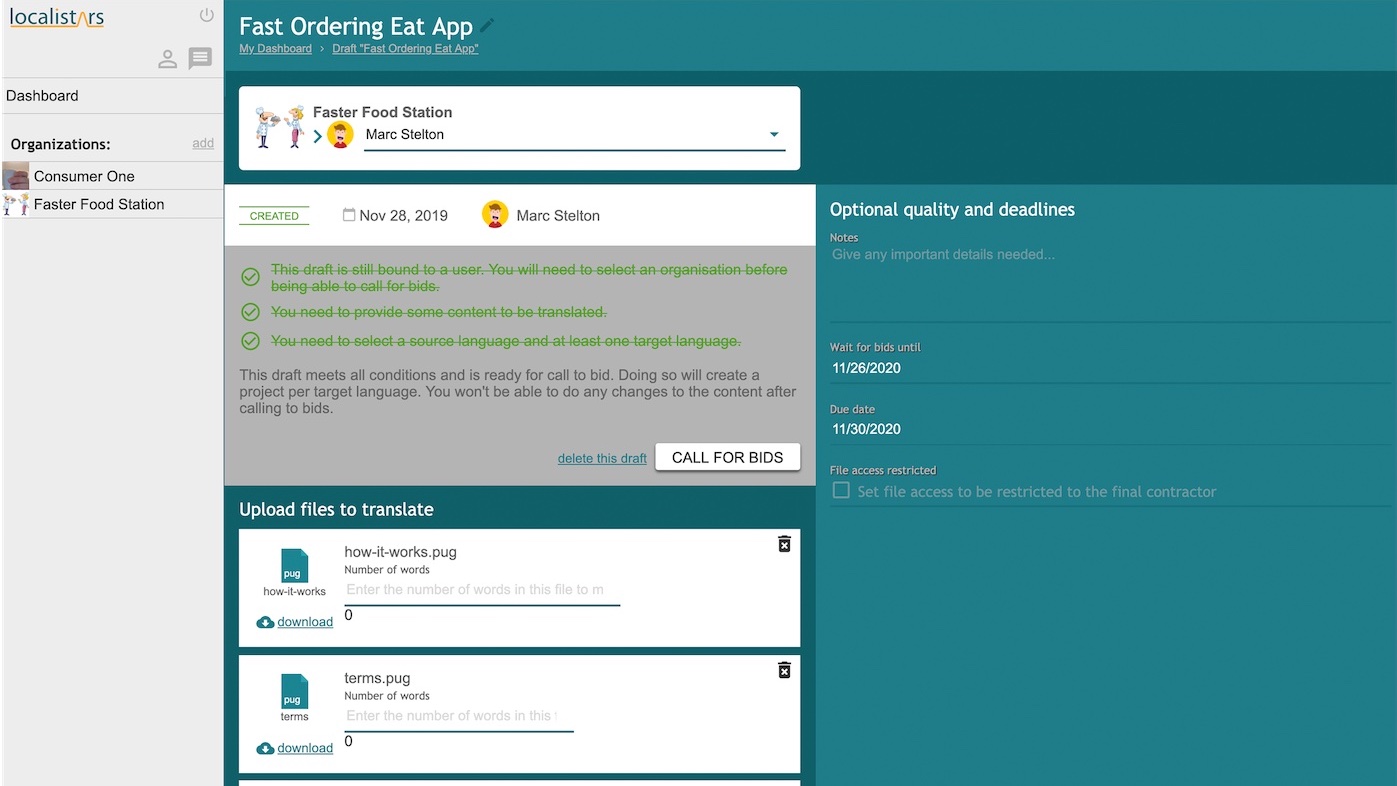 localistars
Dashboard
Organizations:
add
Consumer One
Faster Food Station
Fast Ordering Eat App
My Dashboard › Draft "Fast Ordering Eat App"
Faster Food Station
Marc Stelton
CREATED
Nov 28, 2019
Marc Stelton
This draft is still bound to a user. You will need to select an organisation before
being able to call for bids.
You need to provide some content to be translated.
You need to select a source language and at least one target language.
This draft meets all conditions and is ready for call to bid. Doing so will create a
project per target language. You won't be able to do any changes to the content after
calling to bids.
delete this draft
CALL FOR BIDS
Upload files to translate
pug
how-it-works
download
how-it-works.pug
Number of words
Enter the number of words in this file to m
0
pug
terms
download
terms.pug
Number of words
Enter the number of words in this
0
Optional quality and deadlines
Notes
Give any important details needed...
Wait for bids until
11/26/2020
Due date
11/30/2020
File access restricted
Set file access to be restricted to the final contractor